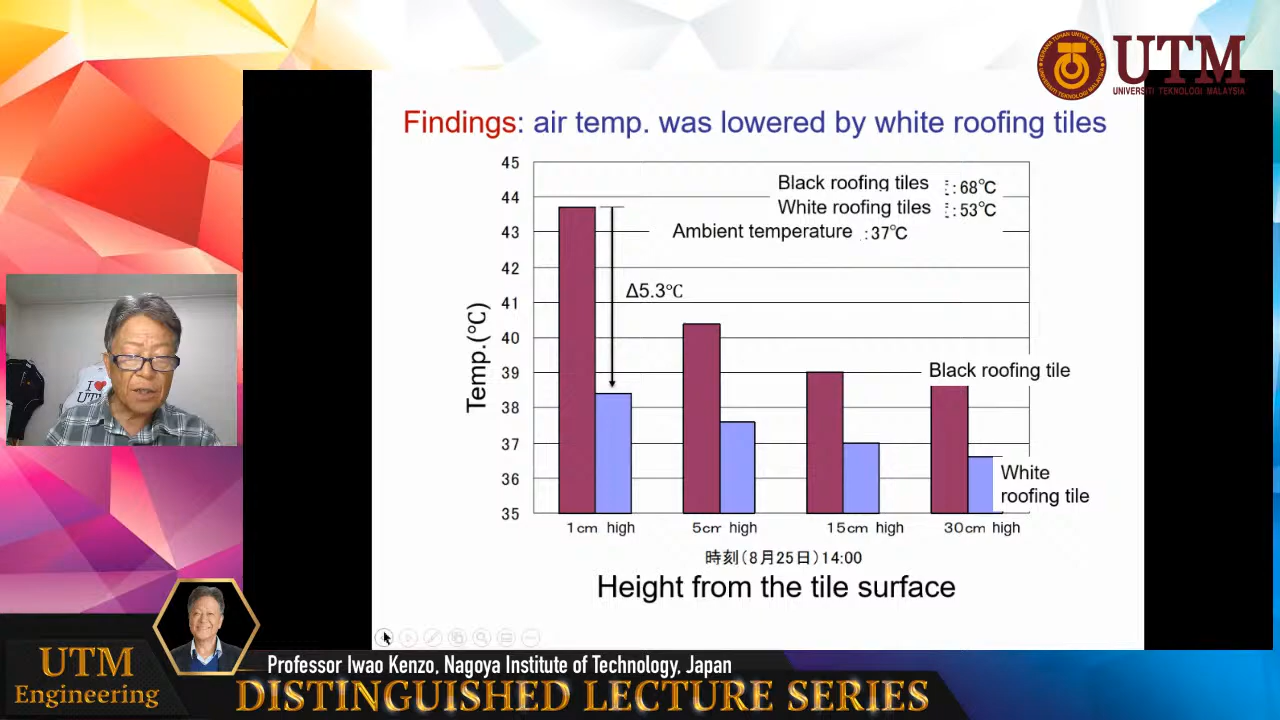 UTM
UNIVERSITI TEKNOLOGI MALAYSIA
Findings: air temp. was lowered by white roofing tiles
45
44
43
42
41
40
39
38
37
36
35
Temp.(℃)
Black roofing tiles :68℃
White roofing tiles :53℃
Ambient temperature :37℃
Δ5.3℃
Black roofing tile
White
roofing tile
1cm high
5cm high
15cm high
30cm high
時刻(8月25日)14:00
Height from the tile surface
I
UTM
UTM
Engineering
Professor Iwao Kenzo, Nagoya Institute of Technology, Japan
DISTINGUISHED LECTURE SERIES